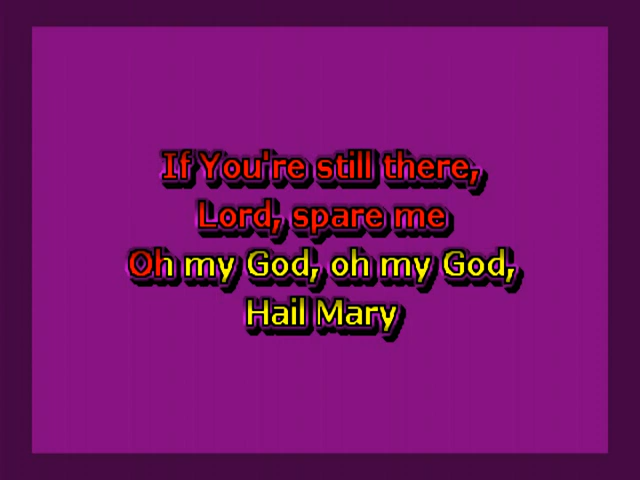 If You're still there,
Lord, spare me
Oh my God, oh my God,
Hail Mary